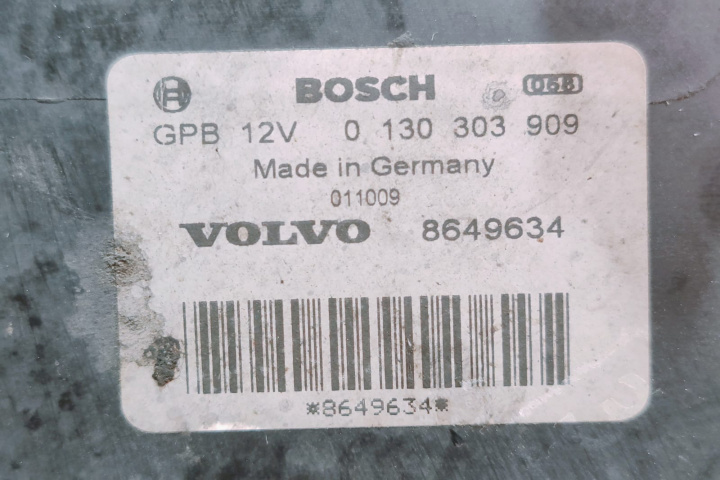 BOSCH 068
GPB 12V 0 130 303 909
Made in Germany
011009
VOLVO 8649634
*8649634*